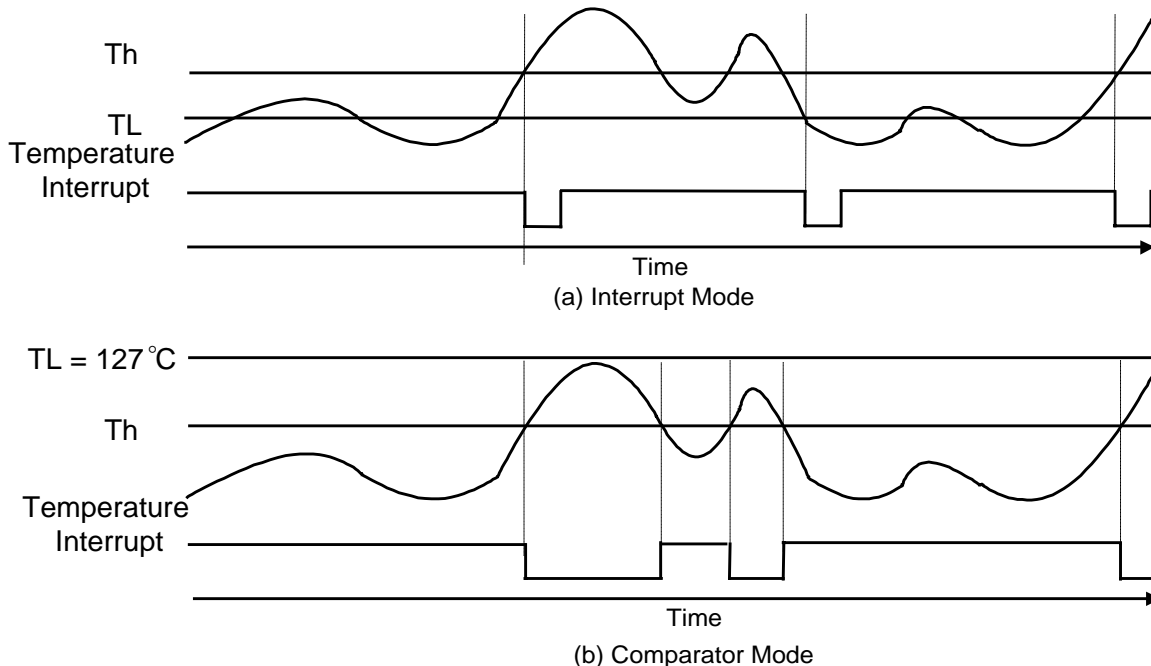 Th
TL
Temperature
Interrupt
Time
(a) Interrupt Mode
TL = 127°C
Th
Temperature
Interrupt
Time
(b) Comparator Mode